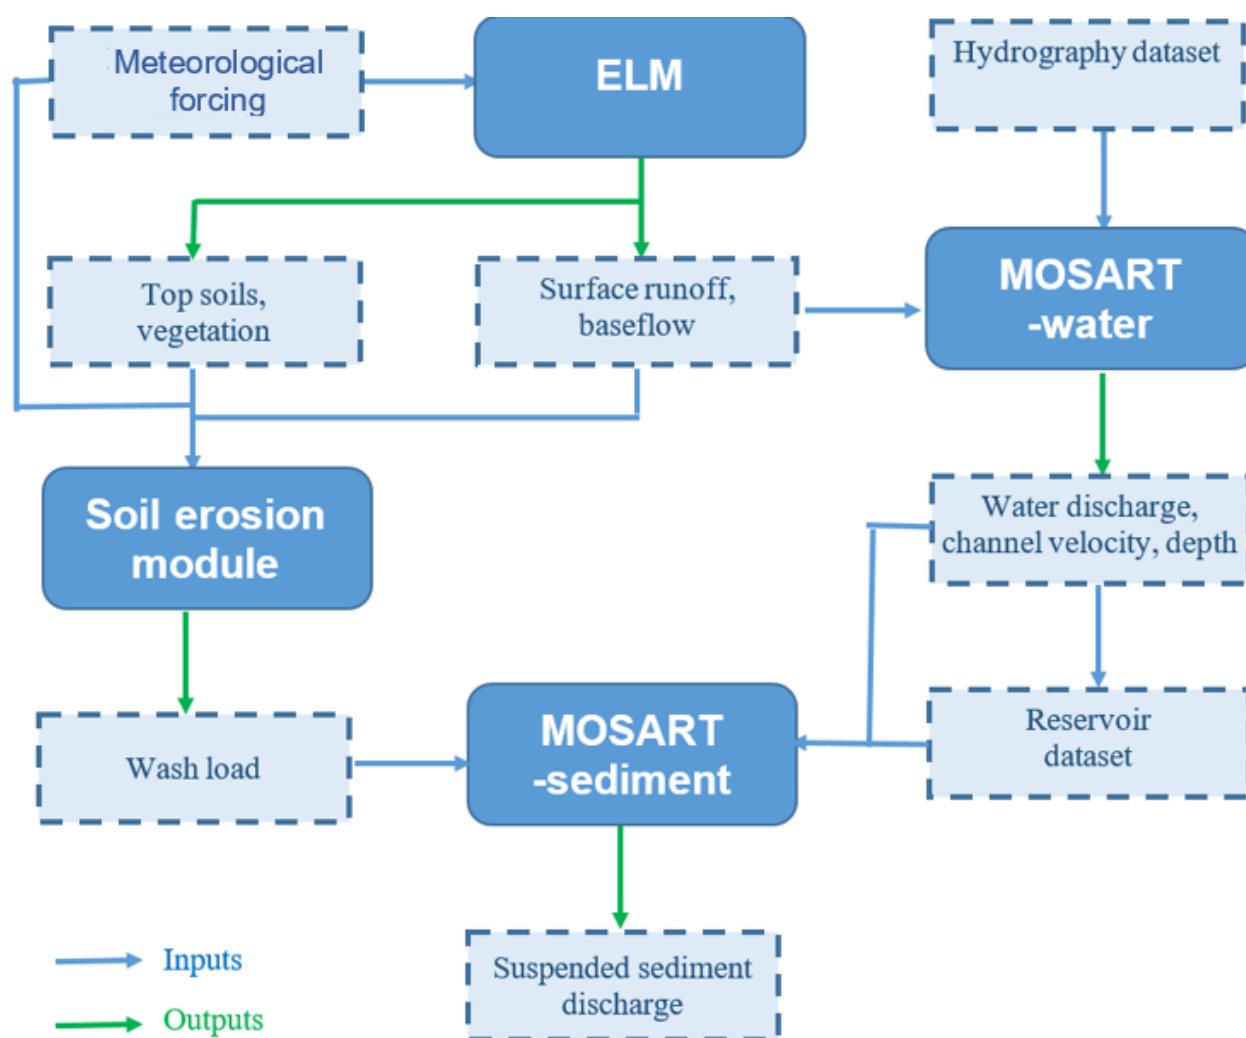 Meteorological
forcing
ELM
Hydrography dataset
Top soils,
vegetation
Surface runoff,
baseflow
MOSART
-water
Soil erosion
module
Water discharge,
channel velocity, depth
Wash load
MOSART
-sediment
Reservoir
dataset
Inputs
Outputs
Suspended sediment
discharge